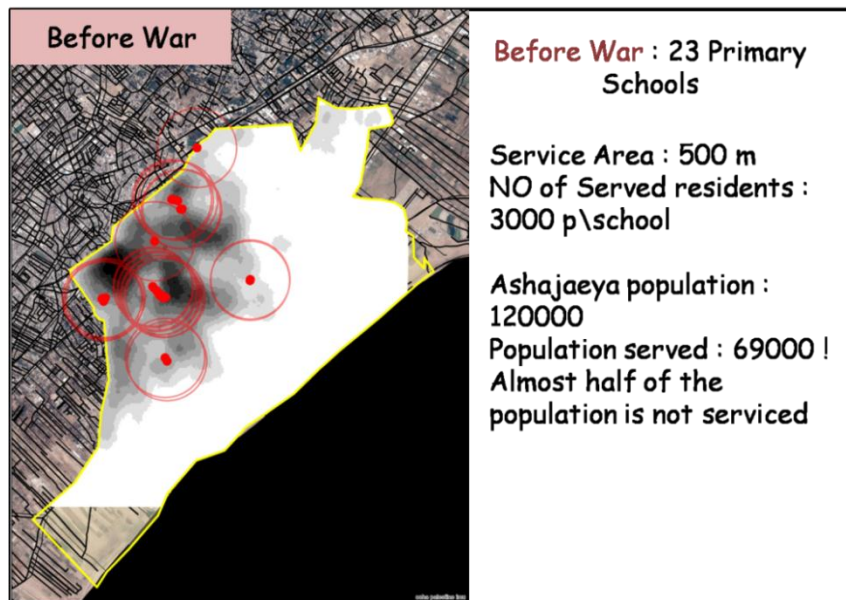 Before War
Before War : 23 Primary
Schools
Service Area : 500 m
NO of Served residents :
3000 p\school
Ashajaeya population :
120000
Population served : 69000 !
Almost half of the
population is not serviced